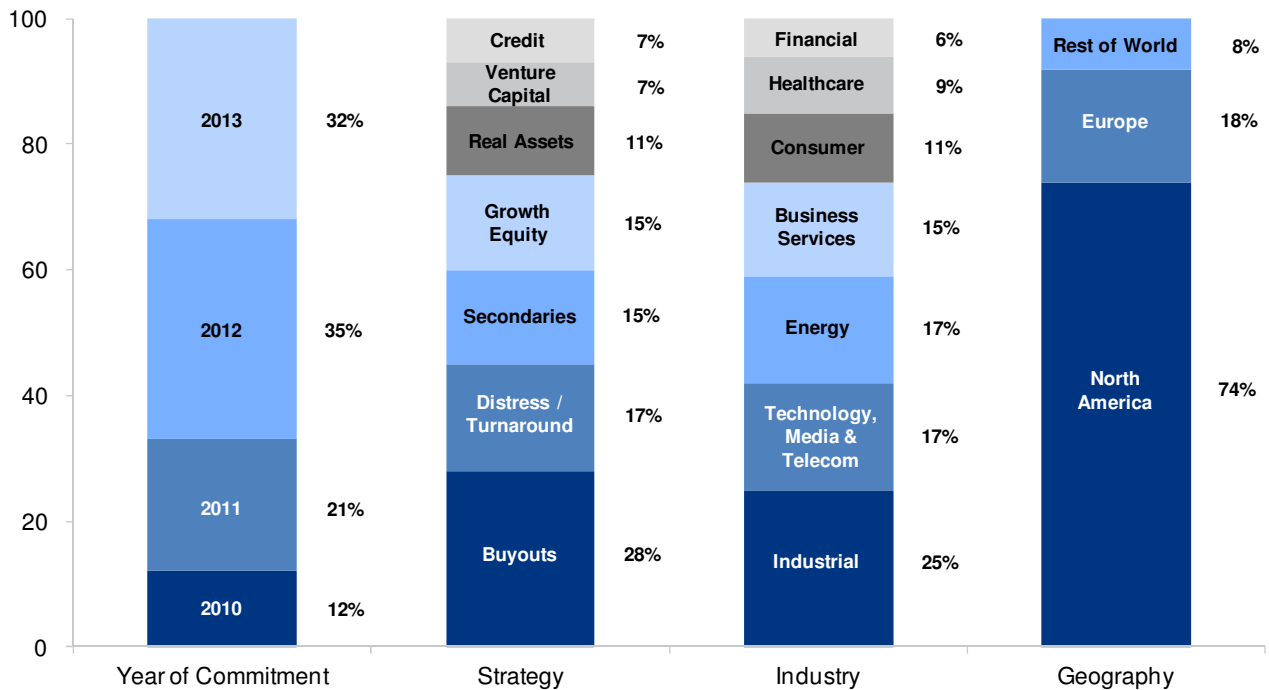 100
80
60
40
20
0
2013
32%
2012
35%
2011
21%
2010
12%
Year of Commitment
Credit
7%
Venture
Capital
7%
Real Assets
11%
Growth
Equity
15%
Secondaries
15%
Distress /
Turnaround
17%
Buyouts
28%
Strategy
Financial
6%
Healthcare
9%
Consumer
11%
Business
Services
15%
Energy
17%
Technology,
Media &
Telecom
17%
Industrial
25%
Industry
Rest of World
8%
Europe
18%
North
America
74%
Geography